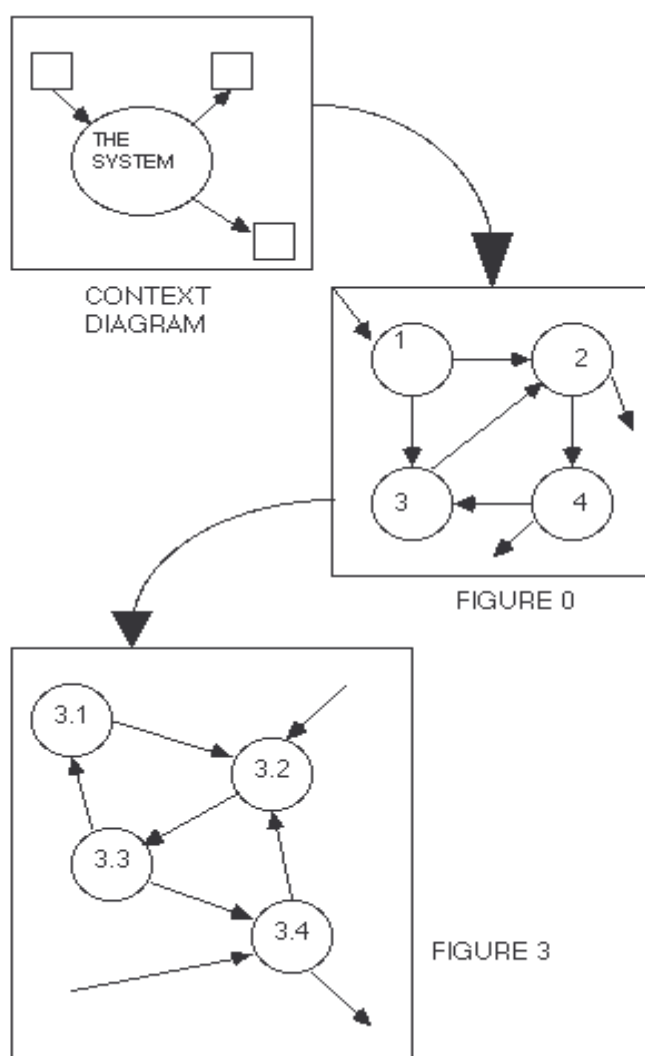 THE
SYSTEM
CONTEXT
DIAGRAM
1
2
3
4
FIGURE 0
3.1
3.2
3.3
3.4
FIGURE 3